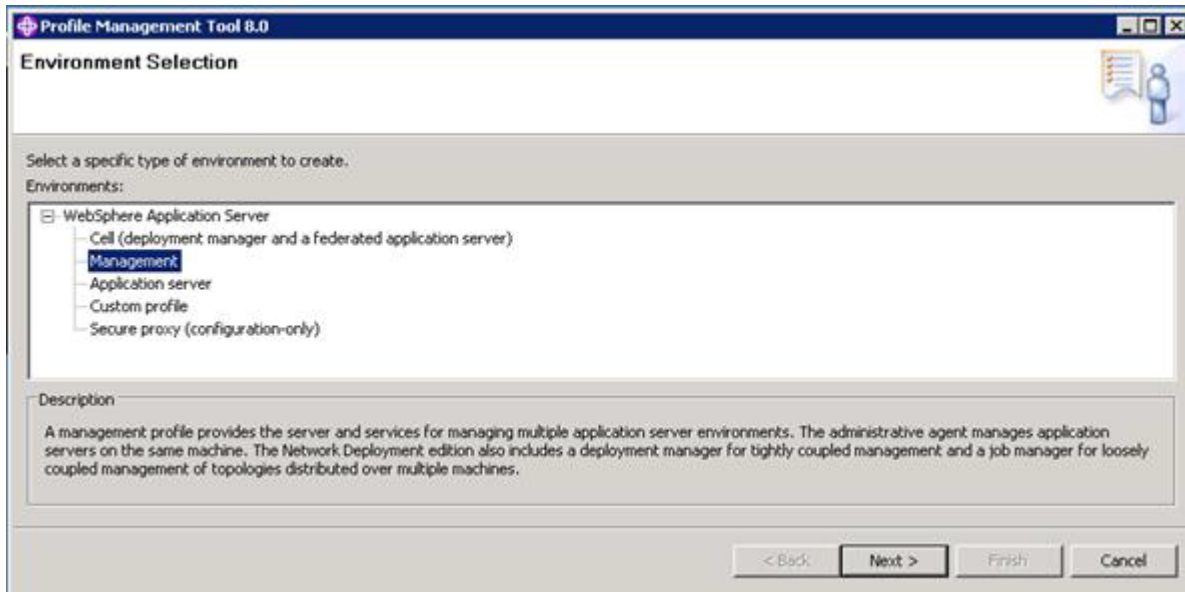 Profile Management Tool 8.0
Environment Selection
Select a specific type of environment to create.
Environments:
WebSphere Application Server
Cell (deployment manager and a federated application server)
Management
Application server
Custom profile
Secure proxy (configuration-only)
Description
A management profile provides the server and services for managing multiple application server environments. The administrative agent manages application
servers on the same machine. The Network Deployment edition also includes a deployment manager for tightly coupled management and a job manager for loosely
coupled management of topologies distributed over multiple machines.
< Back Next > Finish Cancel